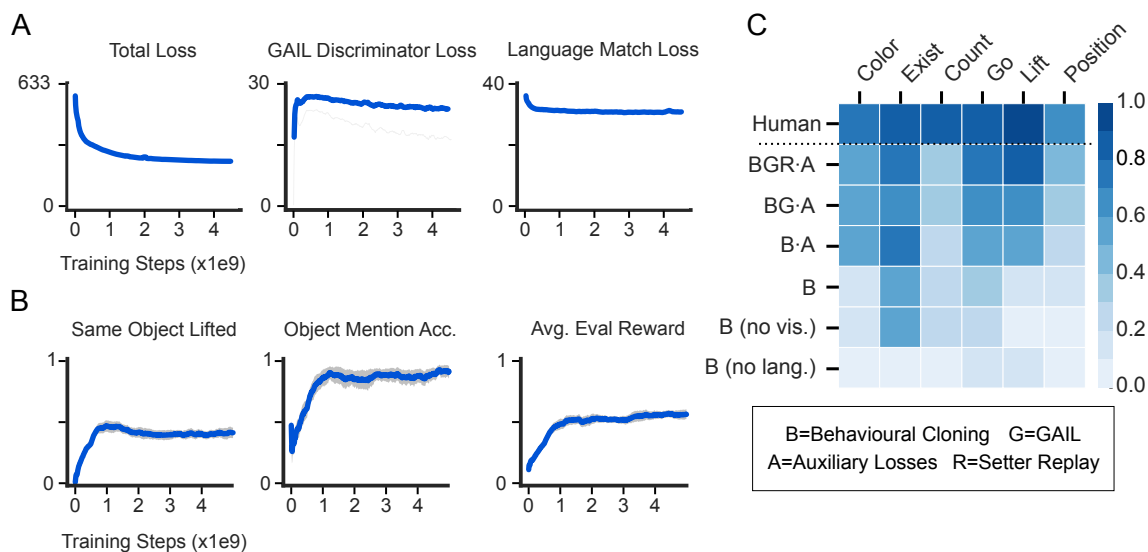 A
Total Loss
GAIL Discriminator Loss
Language Match Loss
633
0
0 1 2 3 4
30
0
0 1 2 3 4
40
0
0 1 2 3 4
Training Steps (x1e9)
B
Same Object Lifted
Object Mention Acc.
Avg. Eval Reward
1
0
0 1 2 3 4
1
0
0 1 2 3 4
1
0
0 1 2 3 4
Training Steps (x1e9)
C
Color Exist Count Go Lift Position
Human
BGR·A
BG·A
B·A
B
B (no vis.)
B (no lang.)
1.0
0.8
0.6
0.4
0.2
0.0
B=Behavioural Cloning G=GAIL
A=Auxiliary Losses R=Setter Replay